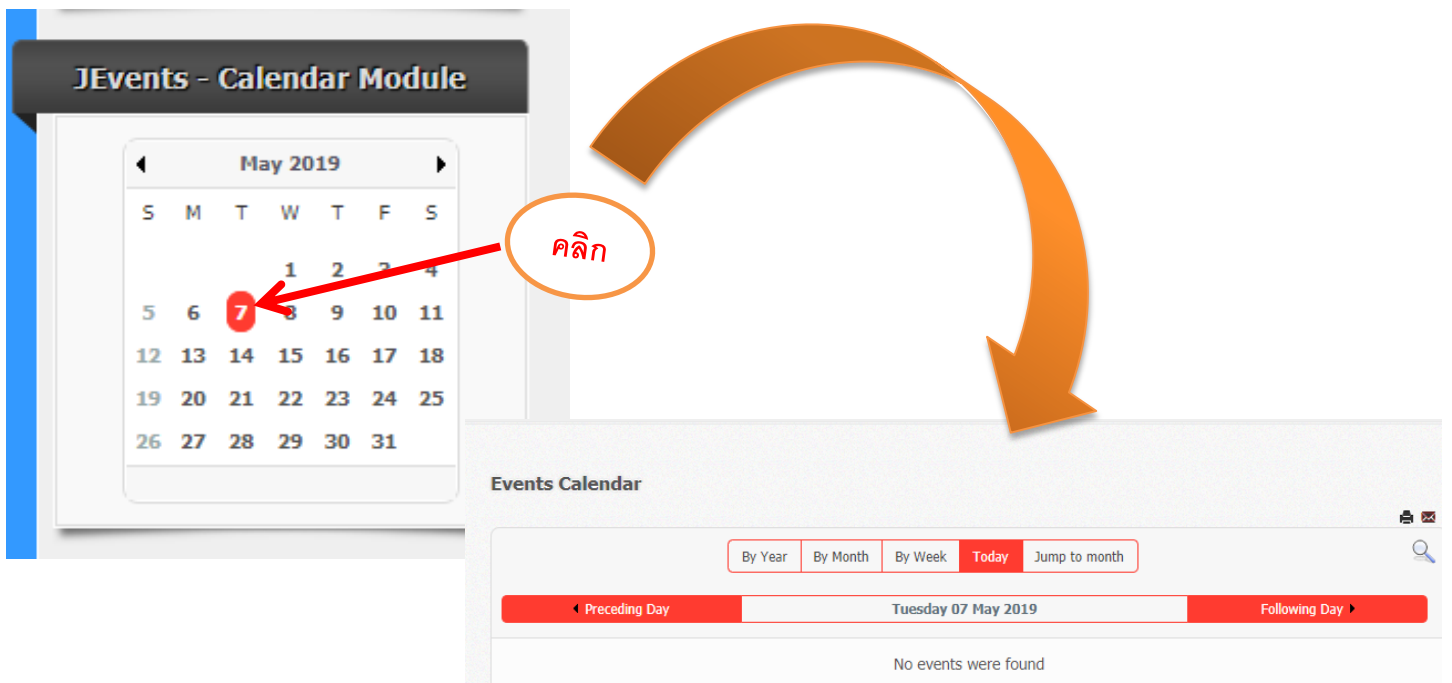 JEvents - Calendar Module
May 2019
S M T W T F S
1 2 3 4
5 6 7 8 9 10 11
12 13 14 15 16 17 18
19 20 21 22 23 24 25
26 27 28 29 30 31
คลิก
Events Calendar
By Year By Month By Week Today Jump to month
Preceding Day Tuesday 07 May 2019 Following Day
No events were found